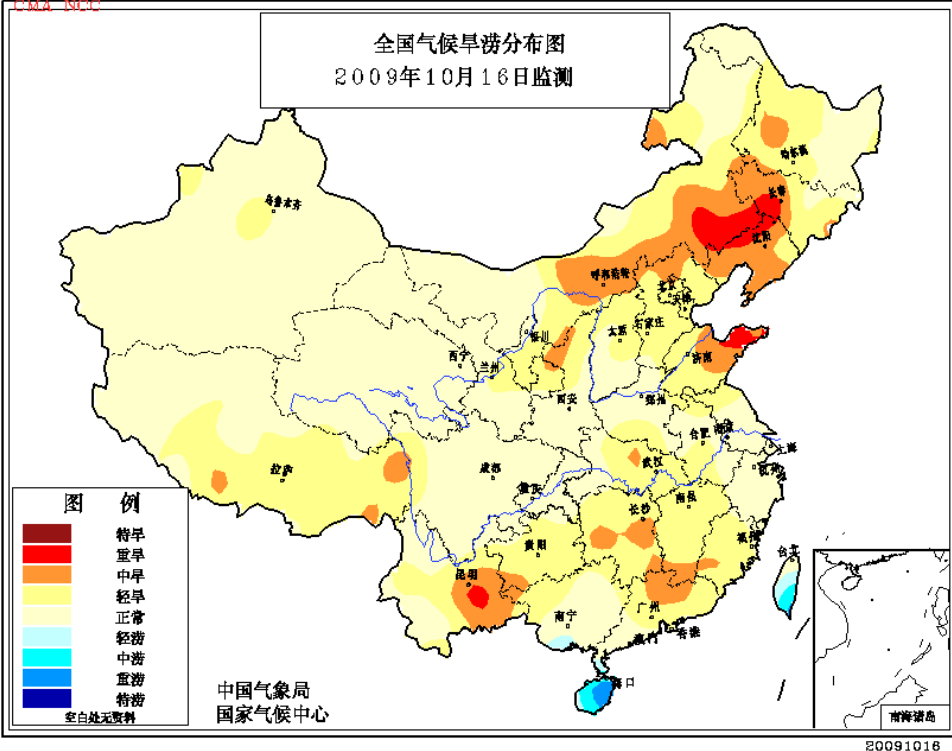 CMA NCC
全国气候旱涝分布图
2009年10月16日监测
哈尔滨
长春
乌鲁木齐
沈阳
呼和浩特
北京
天津
银川
太原
石家庄
西宁
兰州
济南
西安
郑州
合肥
南京
上海
拉萨
成都
武汉
杭州
重庆
南昌
长沙
贵阳
福州
台北
昆明
南宁
广州
澳门
香港
海口
图 例
特旱
重旱
中旱
轻旱
正常
轻涝
中涝
重涝
特涝
空白处无资料
中国气象局
国家气候中心
南海诸岛
20091016